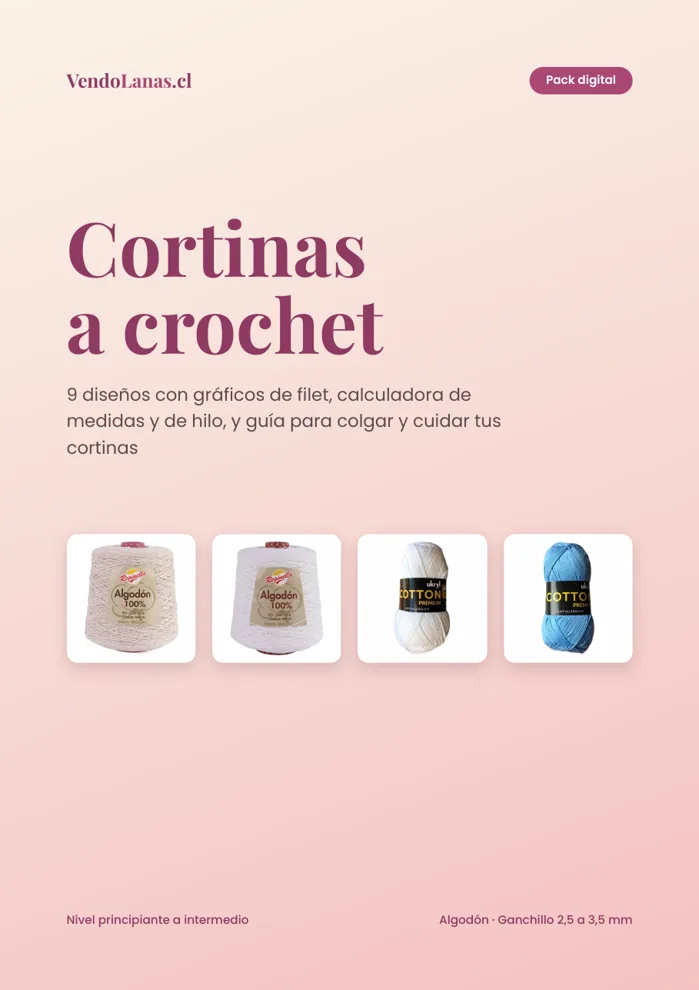 VendoLanas.cl
Pack digital
Cortinas
a crochet
9 diseños con gráficos de filet, calculadora de
medidas y de hilo, y guía para colgar y cuidar tus
cortinas
Algodón
100%
Algodón
100%
ukryl
COTTON
PREMIUM
COTTON
PREMIUM
Nivel principiante a intermedio
Algodón · Ganchillo 2,5 a 3,5 mm